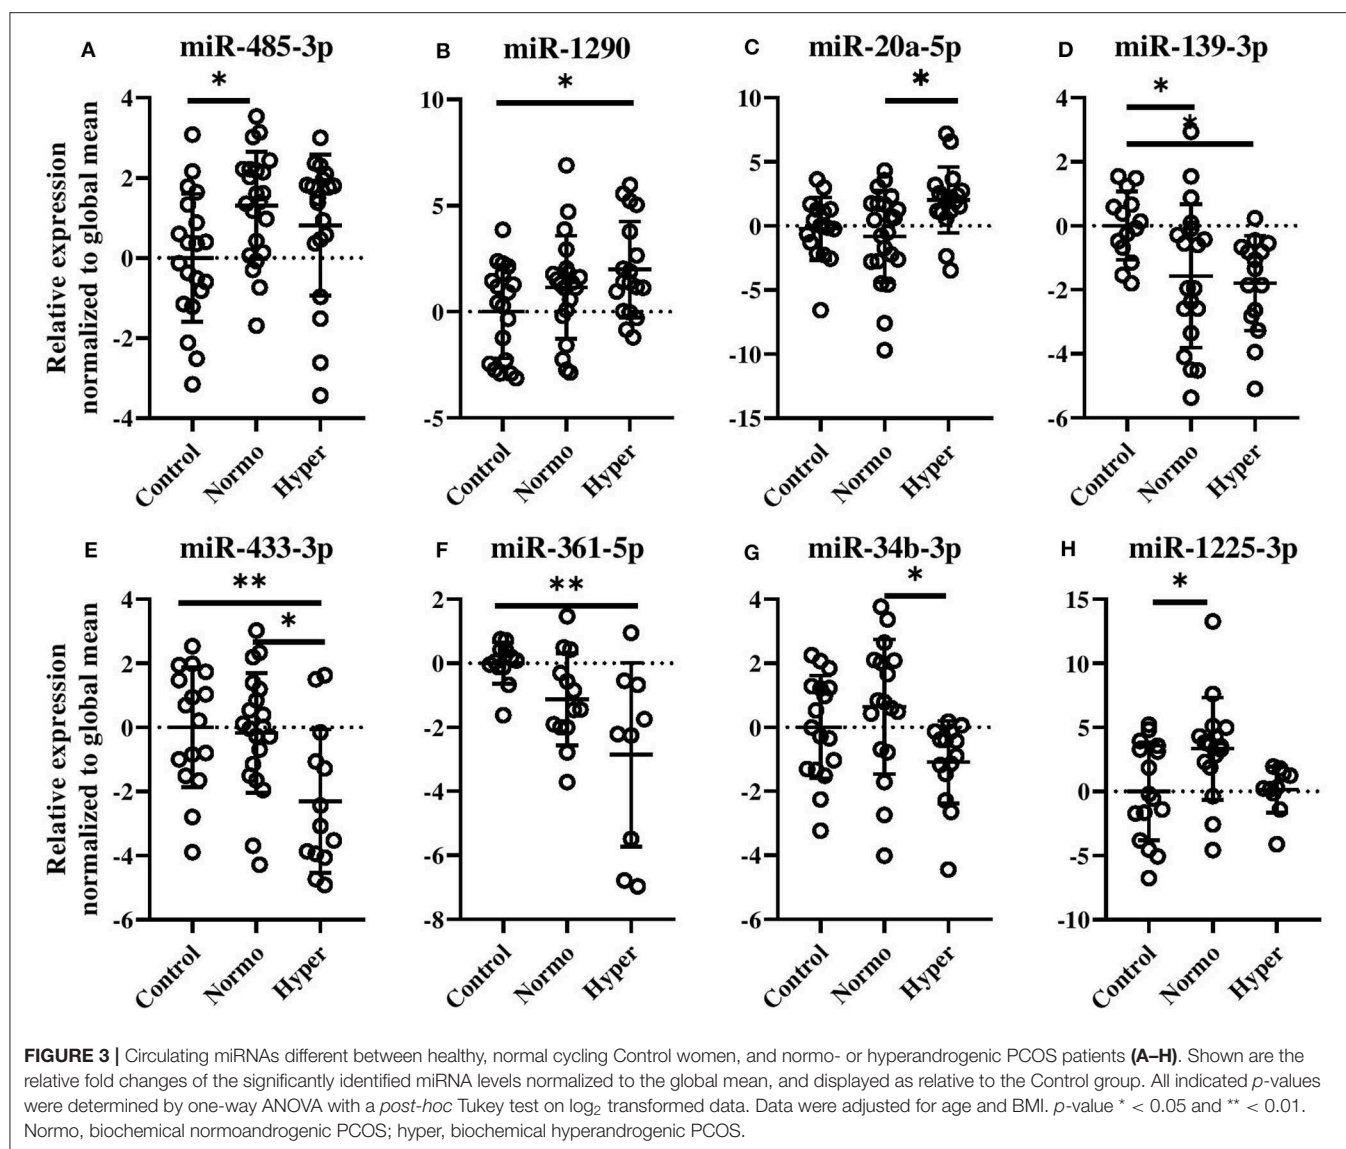 A miR-485-3p
B miR-1290
C miR-20a-5p
D miR-139-3p
Relative expression
normalized to global mean
*
4
2
0
-2
-4
Control
Normo
Hyper
*
10
5
0
-5
Control
Normo
Hyper
*
10
5
0
-5
-10
-15
Control
Normo
Hyper
*
*
4
2
0
-2
-4
-6
Control
Normo
Hyper
E miR-433-3p
F miR-361-5p
G miR-34b-3p
H miR-1225-3p
Relative expression
normalized to global mean
**
*
4
2
0
-2
-4
-6
Control
Normo
Hyper
**
2
0
-2
-4
-6
-8
Control
Normo
Hyper
*
4
2
0
-2
-4
-6
Control
Normo
Hyper
*
15
10
5
0
-5
-10
Control
Normo
Hyper
FIGURE 3 | Circulating miRNAs different between healthy, normal cycling Control women, and normo- or hyperandrogenic PCOS patients (A–H). Shown are the
relative fold changes of the significantly identified miRNA levels normalized to the global mean, and displayed as relative to the Control group. All indicated p-values
were determined by one-way ANOVA with a post-hoc Tukey test on log₂ transformed data. Data were adjusted for age and BMI. p-value * < 0.05 and ** < 0.01.
Normo, biochemical normoandrogenic PCOS; hyper, biochemical hyperandrogenic PCOS.